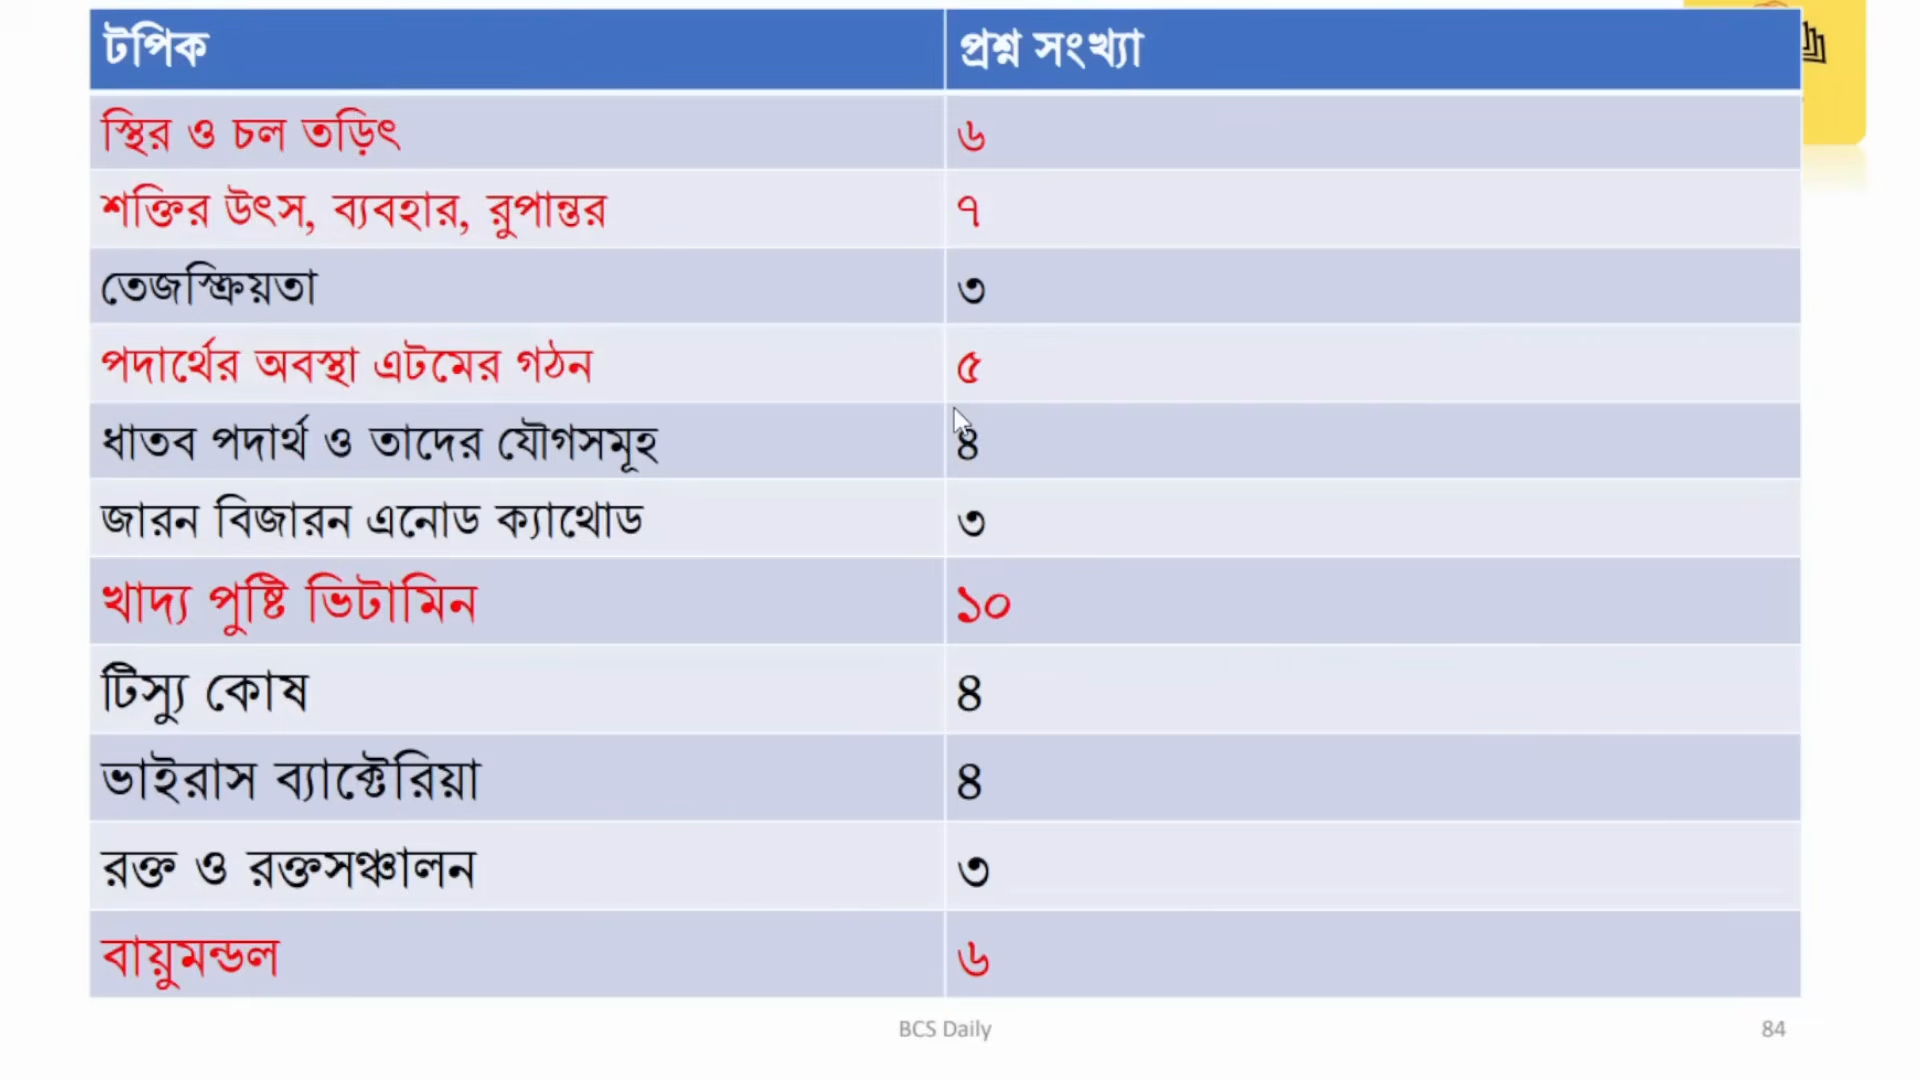 টপিক প্রশ্ন সংখ্যা
স্থির ও চল তড়িৎ ৬
শক্তির উৎস, ব্যবহার, রুপান্তর ৭
তেজস্ক্রিয়তা ৩
পদার্থের অবস্থা এটমের গঠন ৫
ধাতব পদার্থ ও তাদের যৌগসমূহ ৪
জারন বিজারন এনোড ক্যাথোড ৩
খাদ্য পুষ্টি ভিটামিন ১০
টিস্যু কোষ ৪
ভাইরাস ব্যাক্টেরিয়া ৪
রক্ত ও রক্তসঞ্চালন ৩
বায়ুমন্ডল ৬
BCS Daily 84